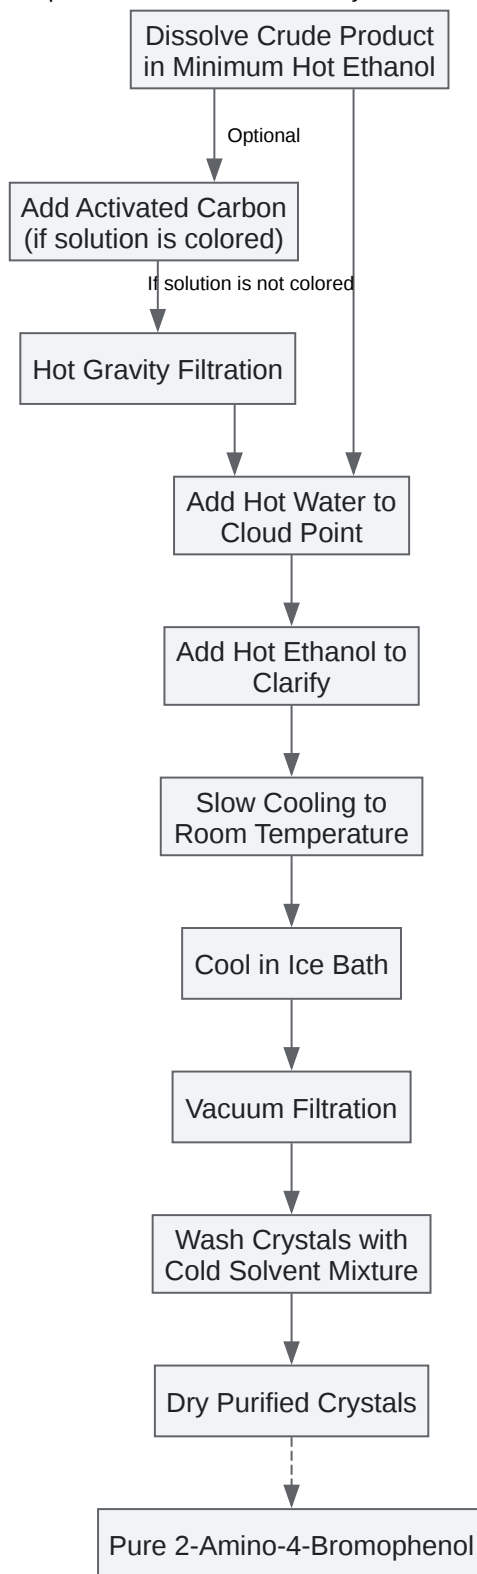 Dissolve Crude Product
in Minimum Hot Ethanol
Optional
Add Activated Carbon
(if solution is colored)
If solution is not colored
Hot Gravity Filtration
Add Hot Water to
Cloud Point
Add Hot Ethanol to
Clarify
Slow Cooling to
Room Temperature
Cool in Ice Bath
Vacuum Filtration
Wash Crystals with
Cold Solvent Mixture
Dry Purified Crystals
Pure 2-Amino-4-Bromophenol